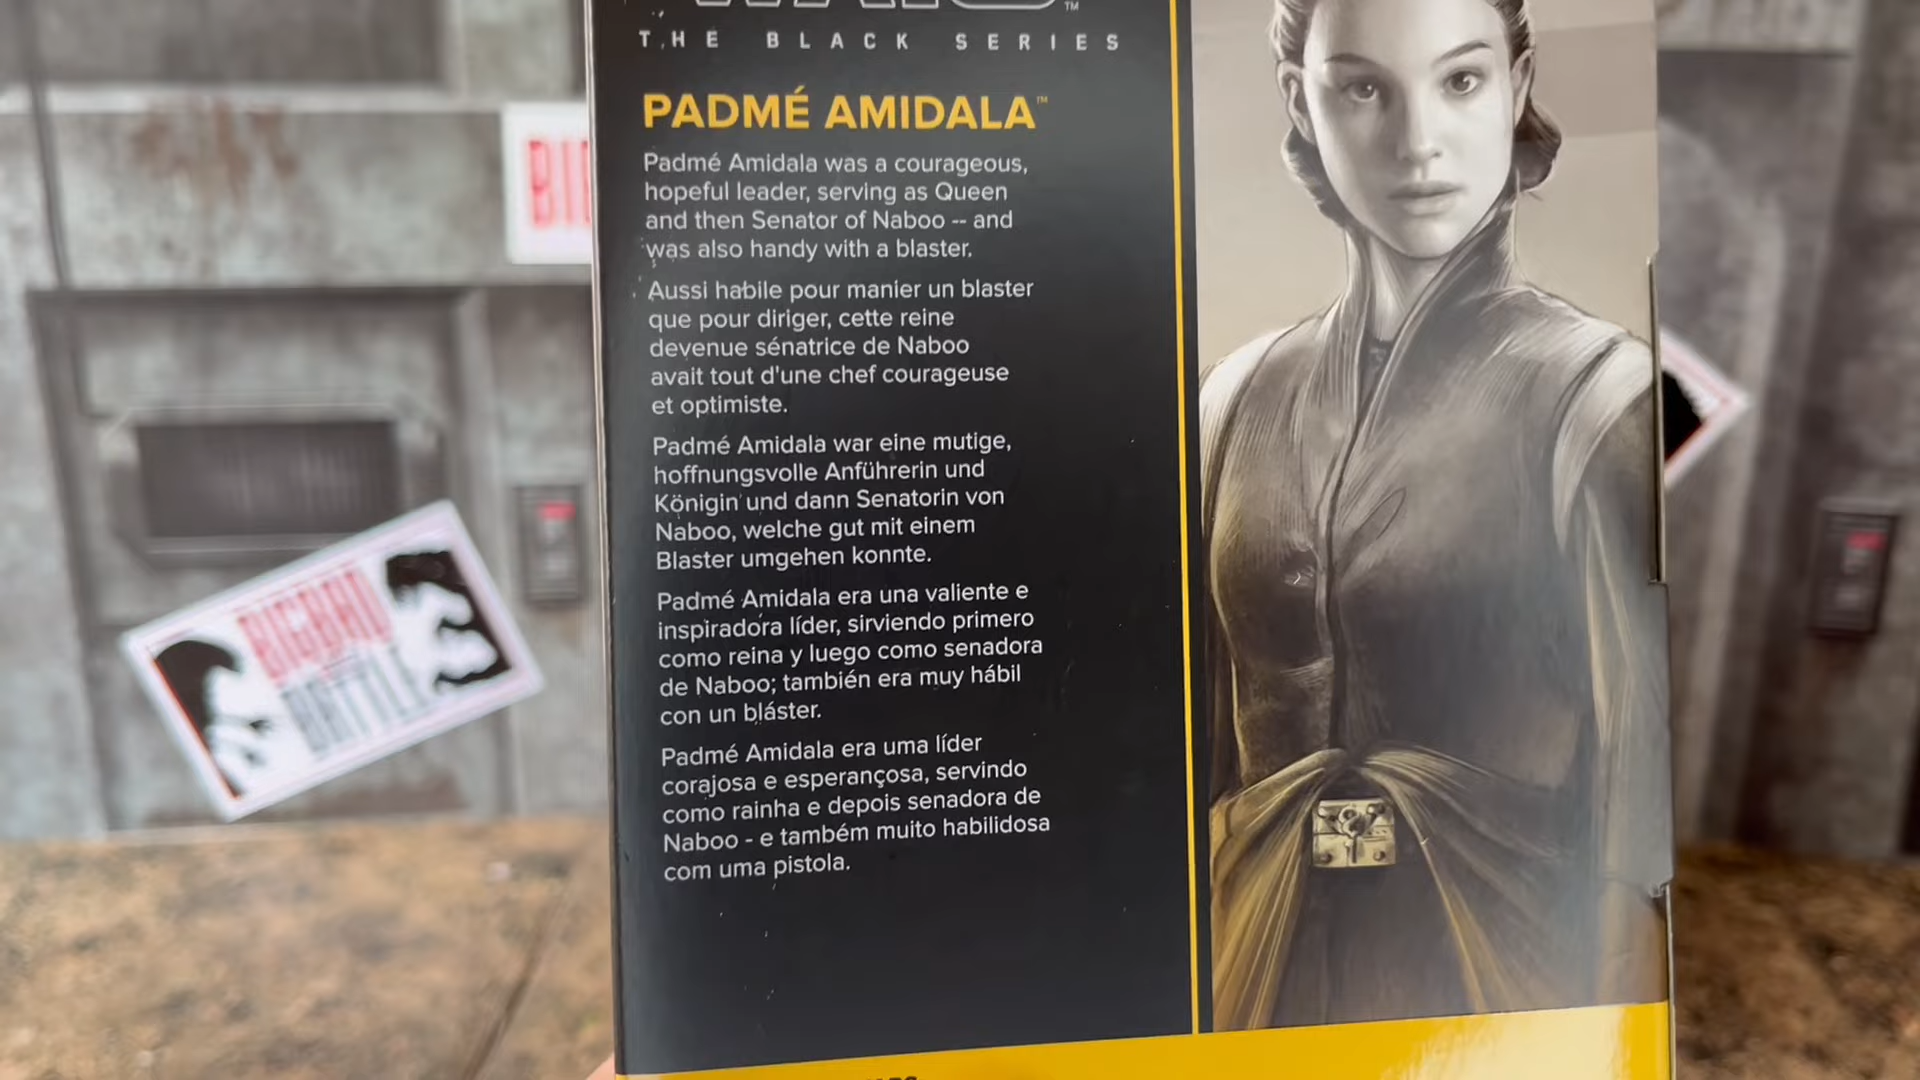 WARS™
THE BLACK SERIES
PADMÉ AMIDALA™
Padmé Amidala was a courageous,
hopeful leader, serving as Queen
and then Senator of Naboo -- and
was also handy with a blaster.
Aussi habile pour manier un blaster
que pour diriger, cette reine
devenue sénatrice de Naboo
avait tout d'une chef courageuse
et optimiste.
Padmé Amidala war eine mutige,
hoffnungsvolle Anführerin und
Königin und dann Senatorin von
Naboo, welche gut mit einem
Blaster umgehen konnte.
Padmé Amidala era una valiente e
inspiradora líder, sirviendo primero
como reina y luego como senadora
de Naboo; también era muy hábil
con un bláster.
Padmé Amidala era uma líder
corajosa e esperançosa, servindo
como rainha e depois senadora de
Naboo - e também muito habilidosa
com uma pistola.
BIGBAD
BATTLE